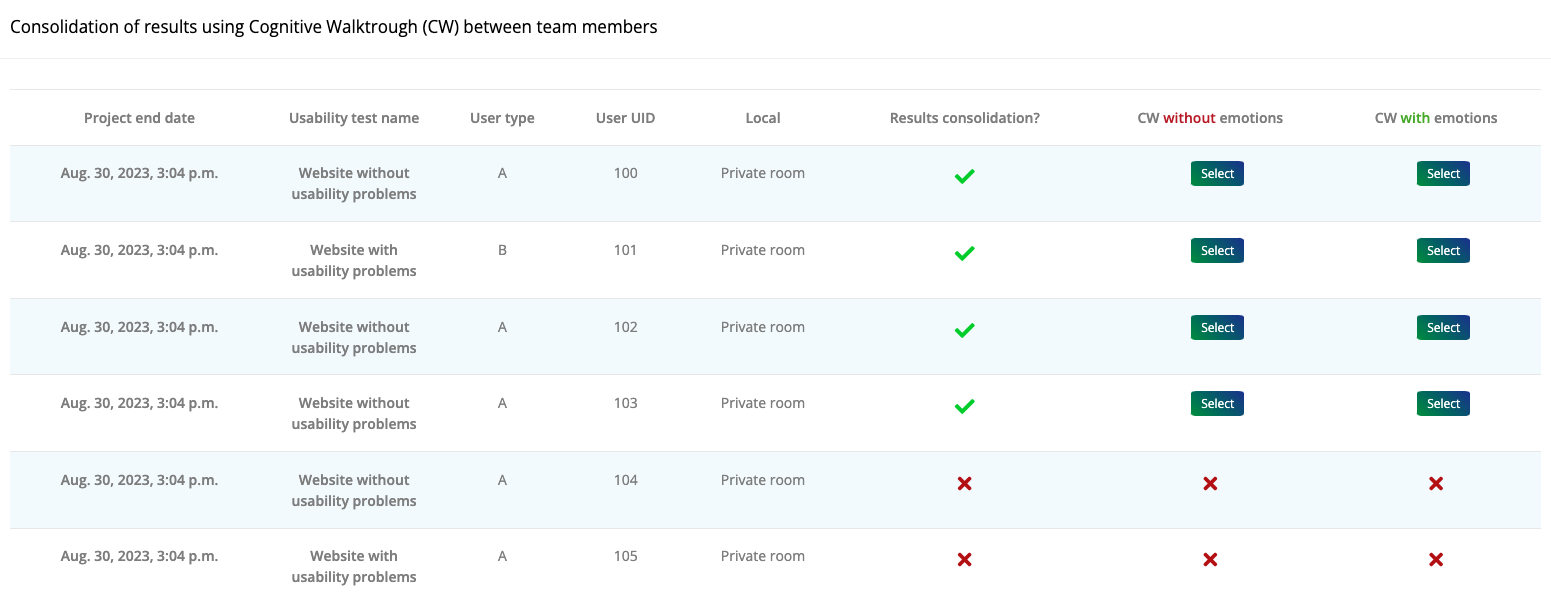 Consolidation of results using Cognitive Walktrough (CW) between team members
Project end date Usability test name User type User UID Local Results consolidation? CW without emotions CW with emotions
Aug. 30, 2023, 3:04 p.m. Website without A 100 Private room Select Select
usability problems
Aug. 30, 2023, 3:04 p.m. Website with B 101 Private room Select Select
usability problems
Aug. 30, 2023, 3:04 p.m. Website without A 102 Private room Select Select
usability problems
Aug. 30, 2023, 3:04 p.m. Website without A 103 Private room Select Select
usability problems
Aug. 30, 2023, 3:04 p.m. Website without A 104 Private room
usability problems
Aug. 30, 2023, 3:04 p.m. Website with A 105 Private room
usability problems